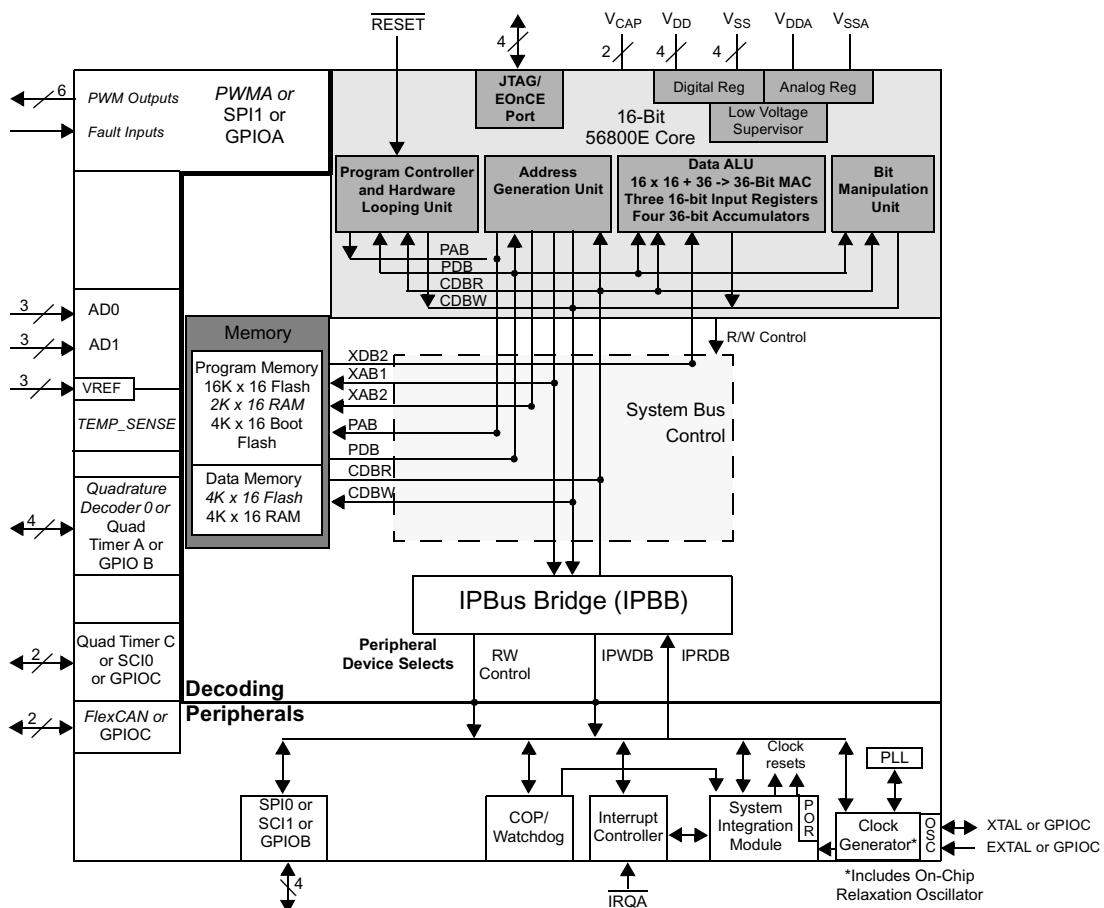 RESET
4
VCAP
VDD
VSS
VDDA
VSSA
2
4
4
6
PWM Outputs
Fault Inputs
PWMA or
SPI1 or
GPIOA
JTAG/
EOnCE
Port
Digital Reg
Analog Reg
Low Voltage
Supervisor
16-Bit
56800E Core
Program Controller
and Hardware
Looping Unit
Address
Generation Unit
Data ALU
16 x 16 + 36 -> 36-Bit MAC
Three 16-bit Input Registers
Four 36-bit Accumulators
Bit
Manipulation
Unit
PAB
PDB
CDBR
CDBW
3
AD0
3
AD1
3
VREF
TEMP_SENSE
Memory
Program Memory
16K x 16 Flash
2K x 16 RAM
4K x 16 Boot
Flash
Data Memory
4K x 16 Flash
4K x 16 RAM
XDB2
XAB1
XAB2
PAB
PDB
CDBR
CDBW
R/W Control
System Bus
Control
4
Quadrature
Decoder 0 or
Quad
Timer A or
GPIO B
IPBus Bridge (IPBB)
2
Quad Timer C
or SCI0
or GPIOC
Peripheral
Device Selects
RW
Control
IPWDB
IPRDB
Decoding
Peripherals
2
FlexCAN or
GPIOC
Clock
resets
PLL
SPI0 or
SCI1 or
GPIOB
COP/
Watchdog
Interrupt
Controller
System
Integration
Module
POR
Clock
Generator*
OSC
XTAL or GPIOC
EXTAL or GPIOC
4
IRQA
*Includes On-Chip
Relaxation Oscillator